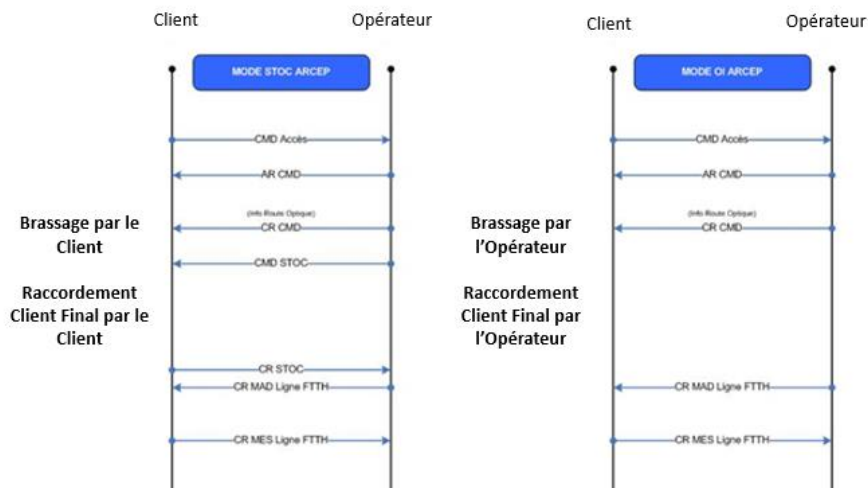 Client
Opérateur
MODE STOC ARCEP
CMD Accès
AR CMD
(Info Route Optique)
CR CMD
CMD STOC
CR STOC
CR MAD Ligne FTTH
CR MES Ligne FTTH
Brassage par le
Client
Raccordement
Client Final par le
Client
Client
Opérateur
MODE OI ARCEP
CMD Accès
AR CMD
(Info Route Optique)
CR CMD
CR MAD Ligne FTTH
CR MES Ligne FTTH
Brassage par
l'Opérateur
Raccordement
Client Final par
l'Opérateur